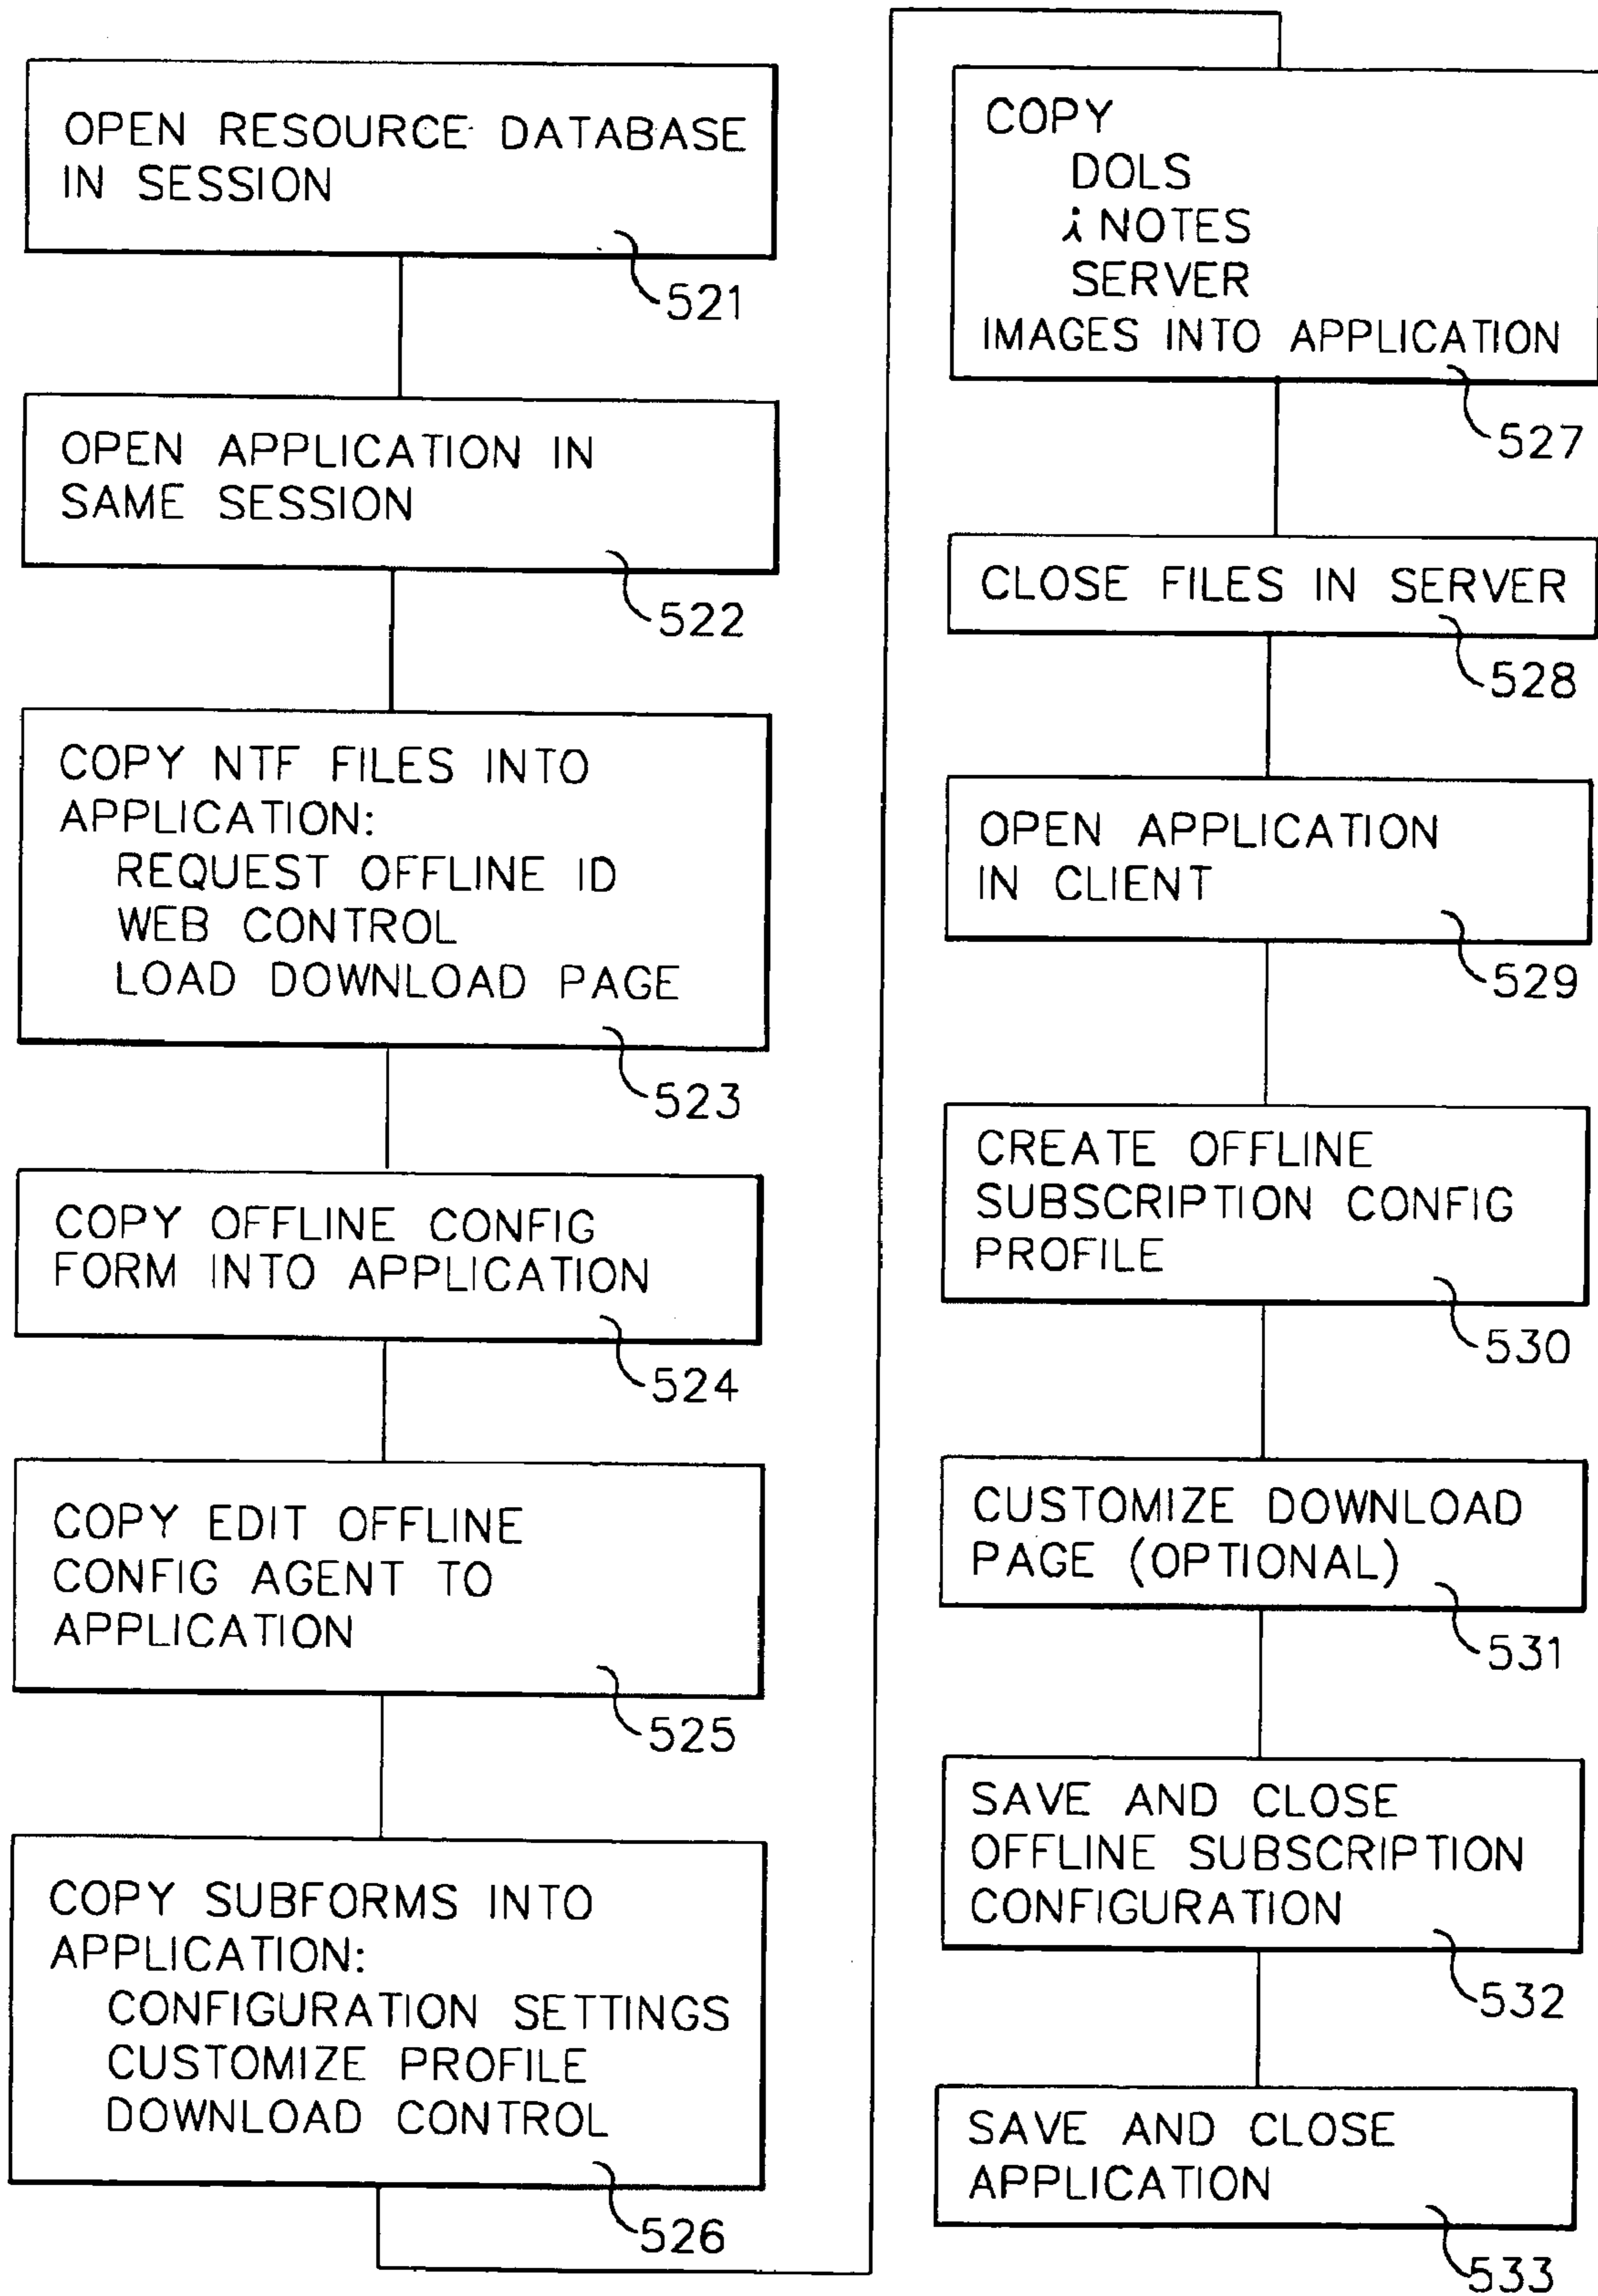 OPEN RESOURCE DATABASE
IN SESSION
521
OPEN APPLICATION IN
SAME SESSION
522
COPY NTF FILES INTO
APPLICATION:
REQUEST OFFLINE ID
WEB CONTROL
LOAD DOWNLOAD PAGE
523
COPY OFFLINE CONFIG
FORM INTO APPLICATION
524
COPY EDIT OFFLINE
CONFIG AGENT TO
APPLICATION
525
COPY SUBFORMS INTO
APPLICATION:
CONFIGURATION SETTINGS
CUSTOMIZE PROFILE
DOWNLOAD CONTROL
526
COPY
DOLS
i NOTES
SERVER
IMAGES INTO APPLICATION
527
CLOSE FILES IN SERVER
528
OPEN APPLICATION
IN CLIENT
529
CREATE OFFLINE
SUBSCRIPTION CONFIG
PROFILE
530
CUSTOMIZE DOWNLOAD
PAGE (OPTIONAL)
531
SAVE AND CLOSE
OFFLINE SUBSCRIPTION
CONFIGURATION
532
SAVE AND CLOSE
APPLICATION
533